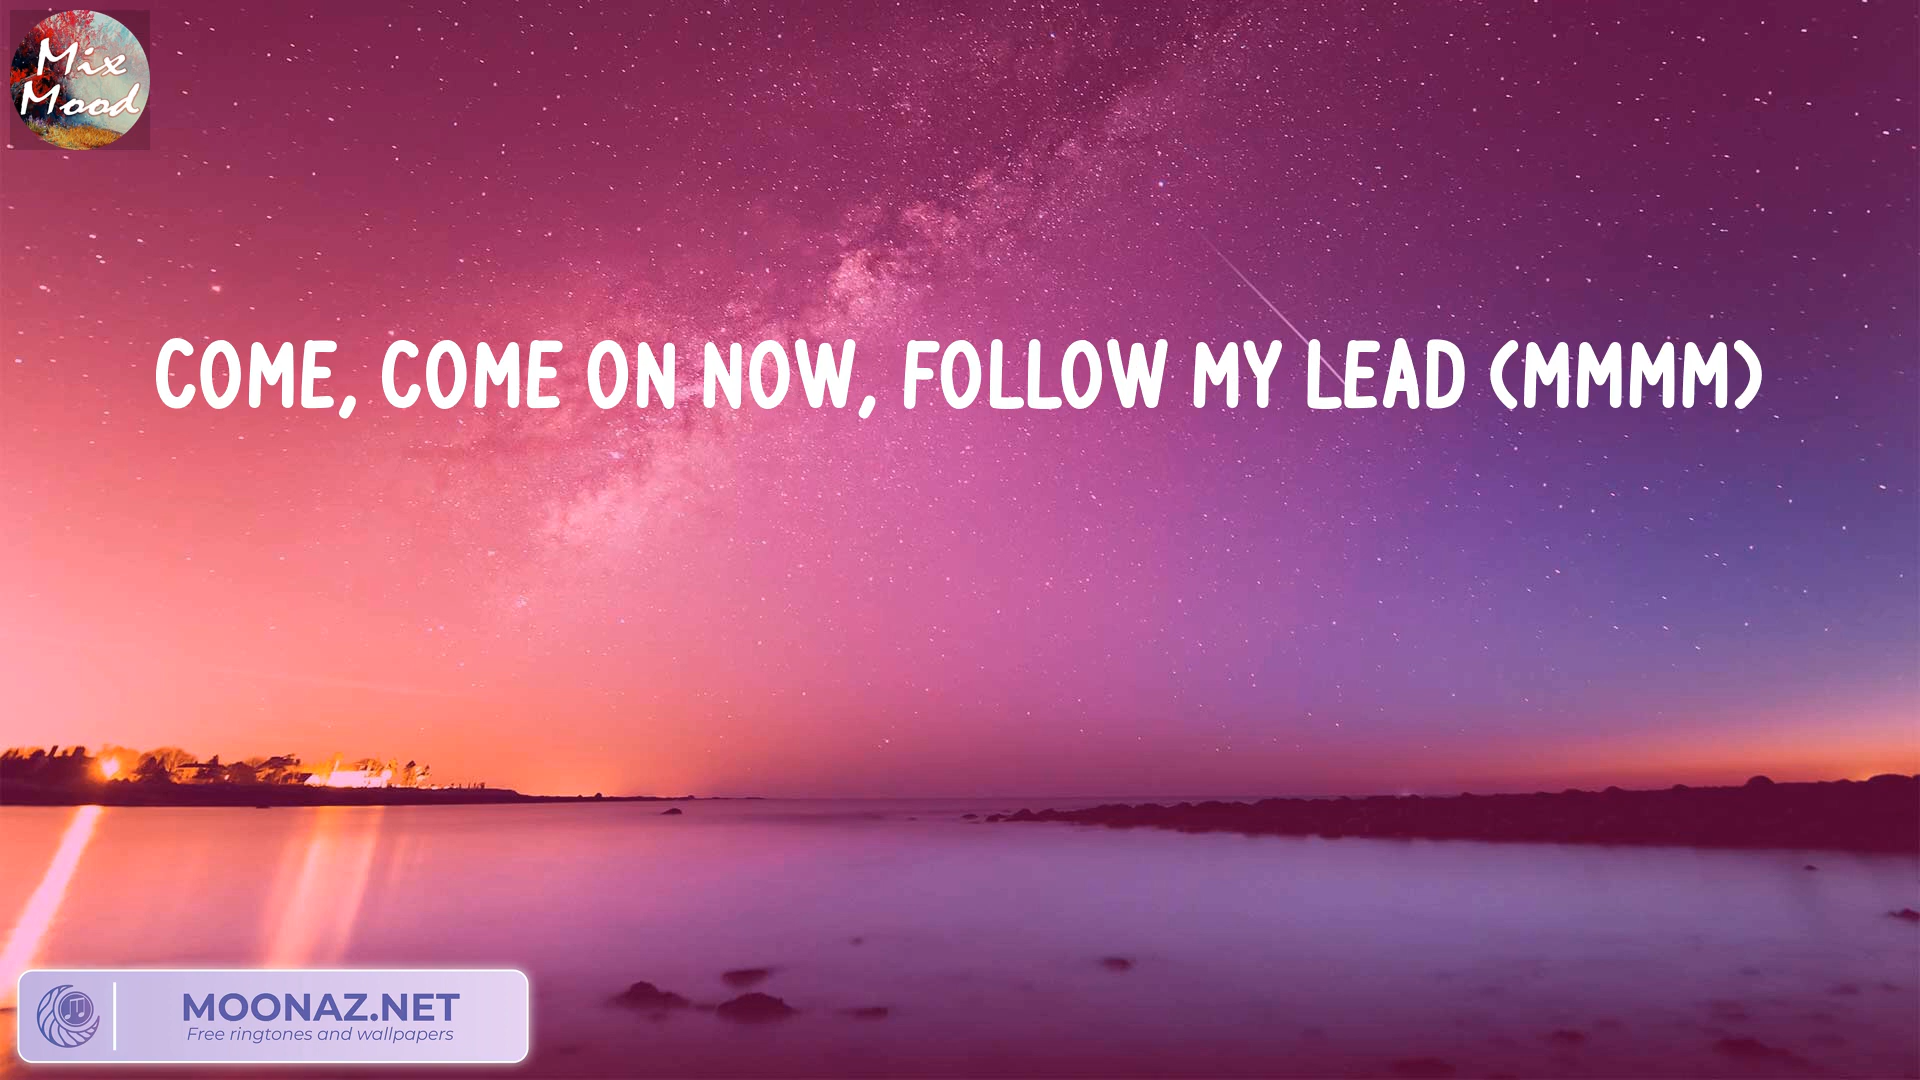 Mix
Mood
COME, COME ON NOW, FOLLOW MY LEAD (MMMM)
MOONAZ.NET
Free ringtones and wallpapers